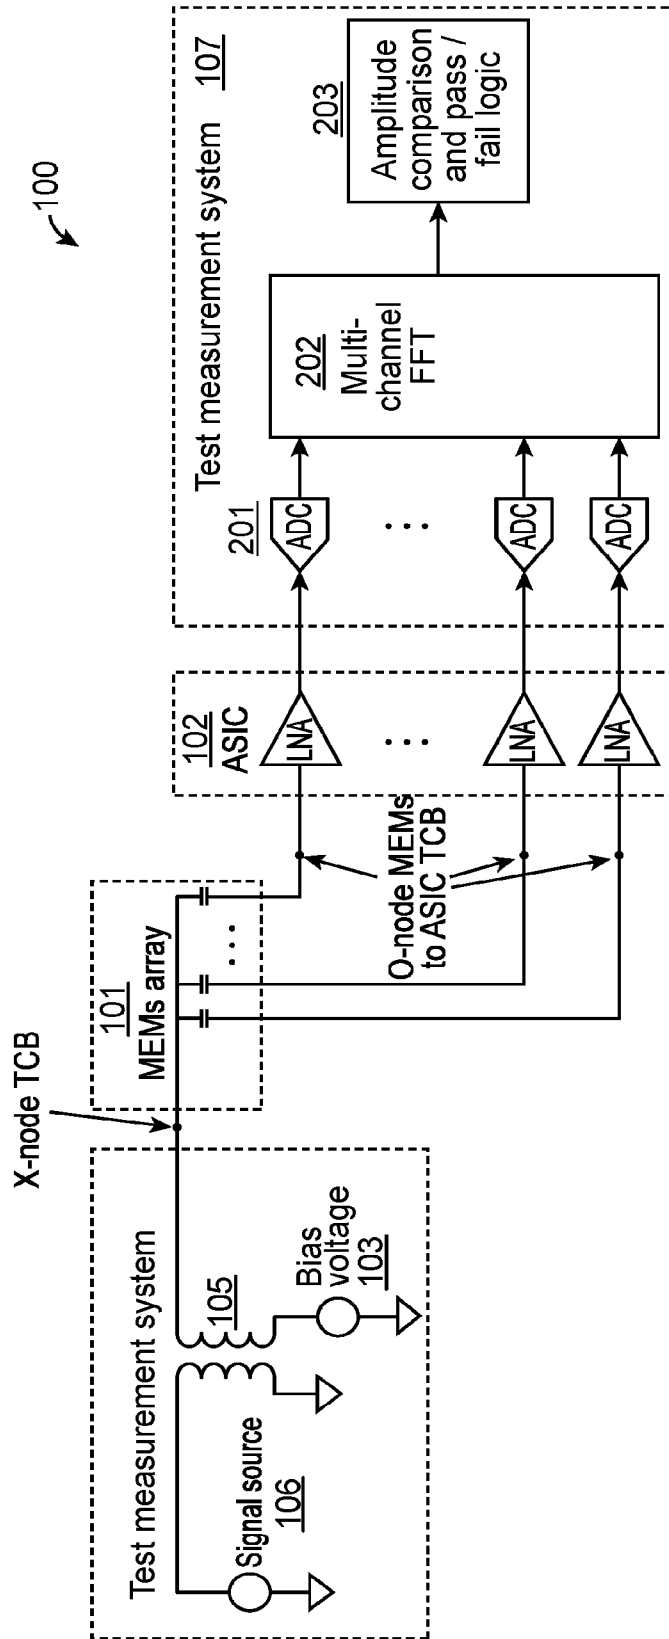 100
Test measurement system
Signal source
106
105
Bias
voltage
103
X-node TCB
101
MEMs array
O-node MEMs
to ASIC TCB
102
ASIC
LNA
LNA
LNA
Test measurement system 107
201
ADC
ADC
ADC
202
Multi-
channel
FFT
203
Amplitude
comparison
and pass /
fail logic